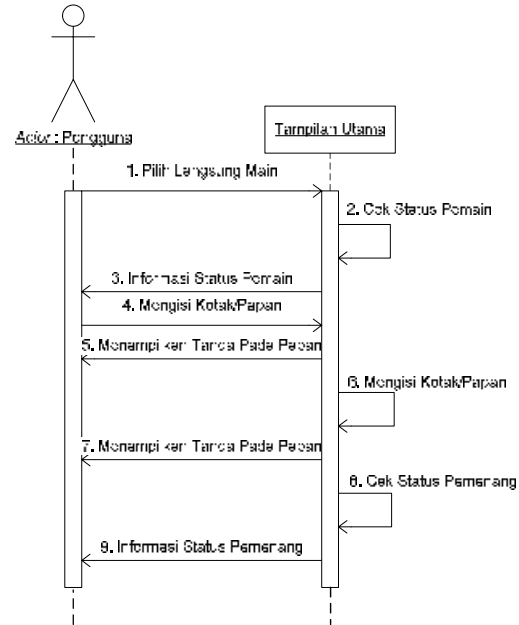 Actor : Pengguna
Tampilan Utama
1. Pilih Langsung Main
2. Cek Status Pemain
3. Informasi Status Pemain
4. Mengisi Kotak/Papan
5. Menampilkan Tanda Pada Papan
6. Mengisi Kotak/Papan
7. Menampilkan Tanda Pada Papan
8. Cek Status Pemenang
9. Informasi Status Pemenang